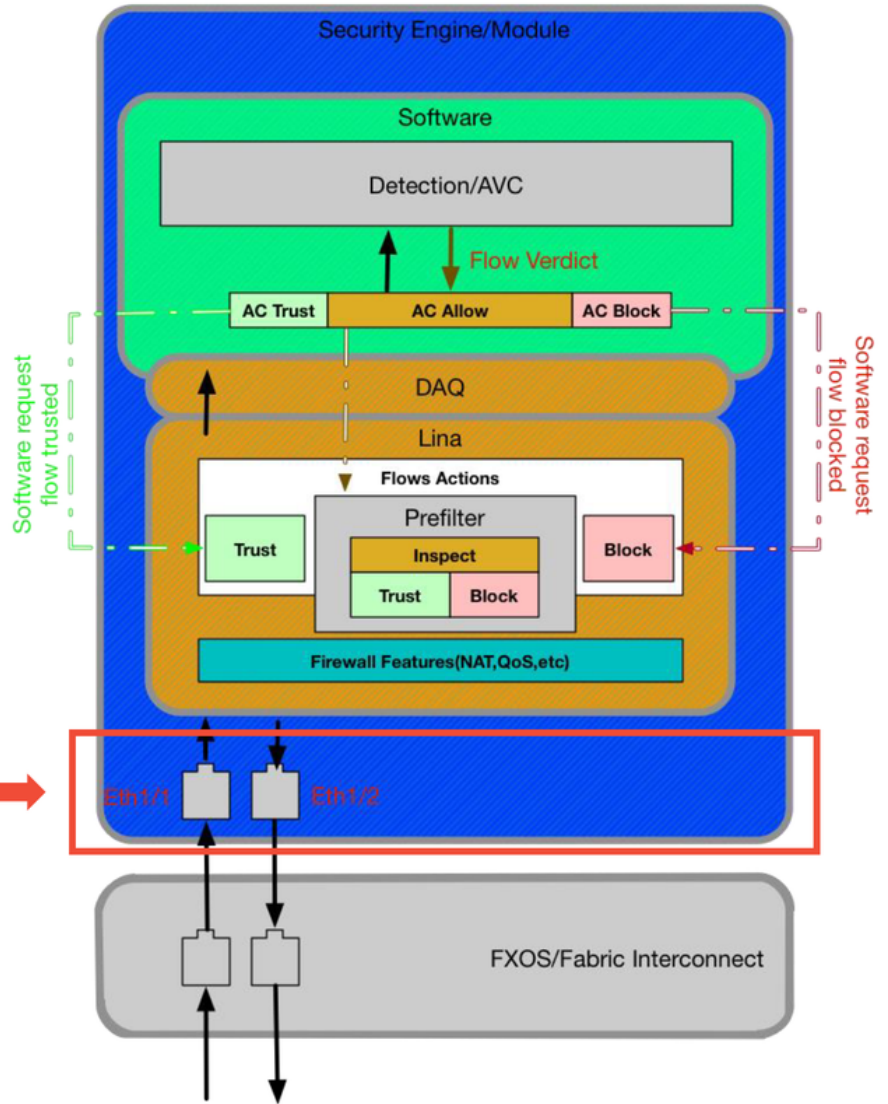 Security Engine/Module
Software
Detection/AVC
Flow Verdict
AC Trust
AC Allow
AC Block
Software request
flow trusted
Software request
flow blocked
DAQ
Lina
Flows Actions
Prefilter
Inspect
Trust
Trust
Block
Block
Firewall Features(NAT,QoS,etc)
Eth1/1
Eth1/2
FXOS/Fabric Interconnect